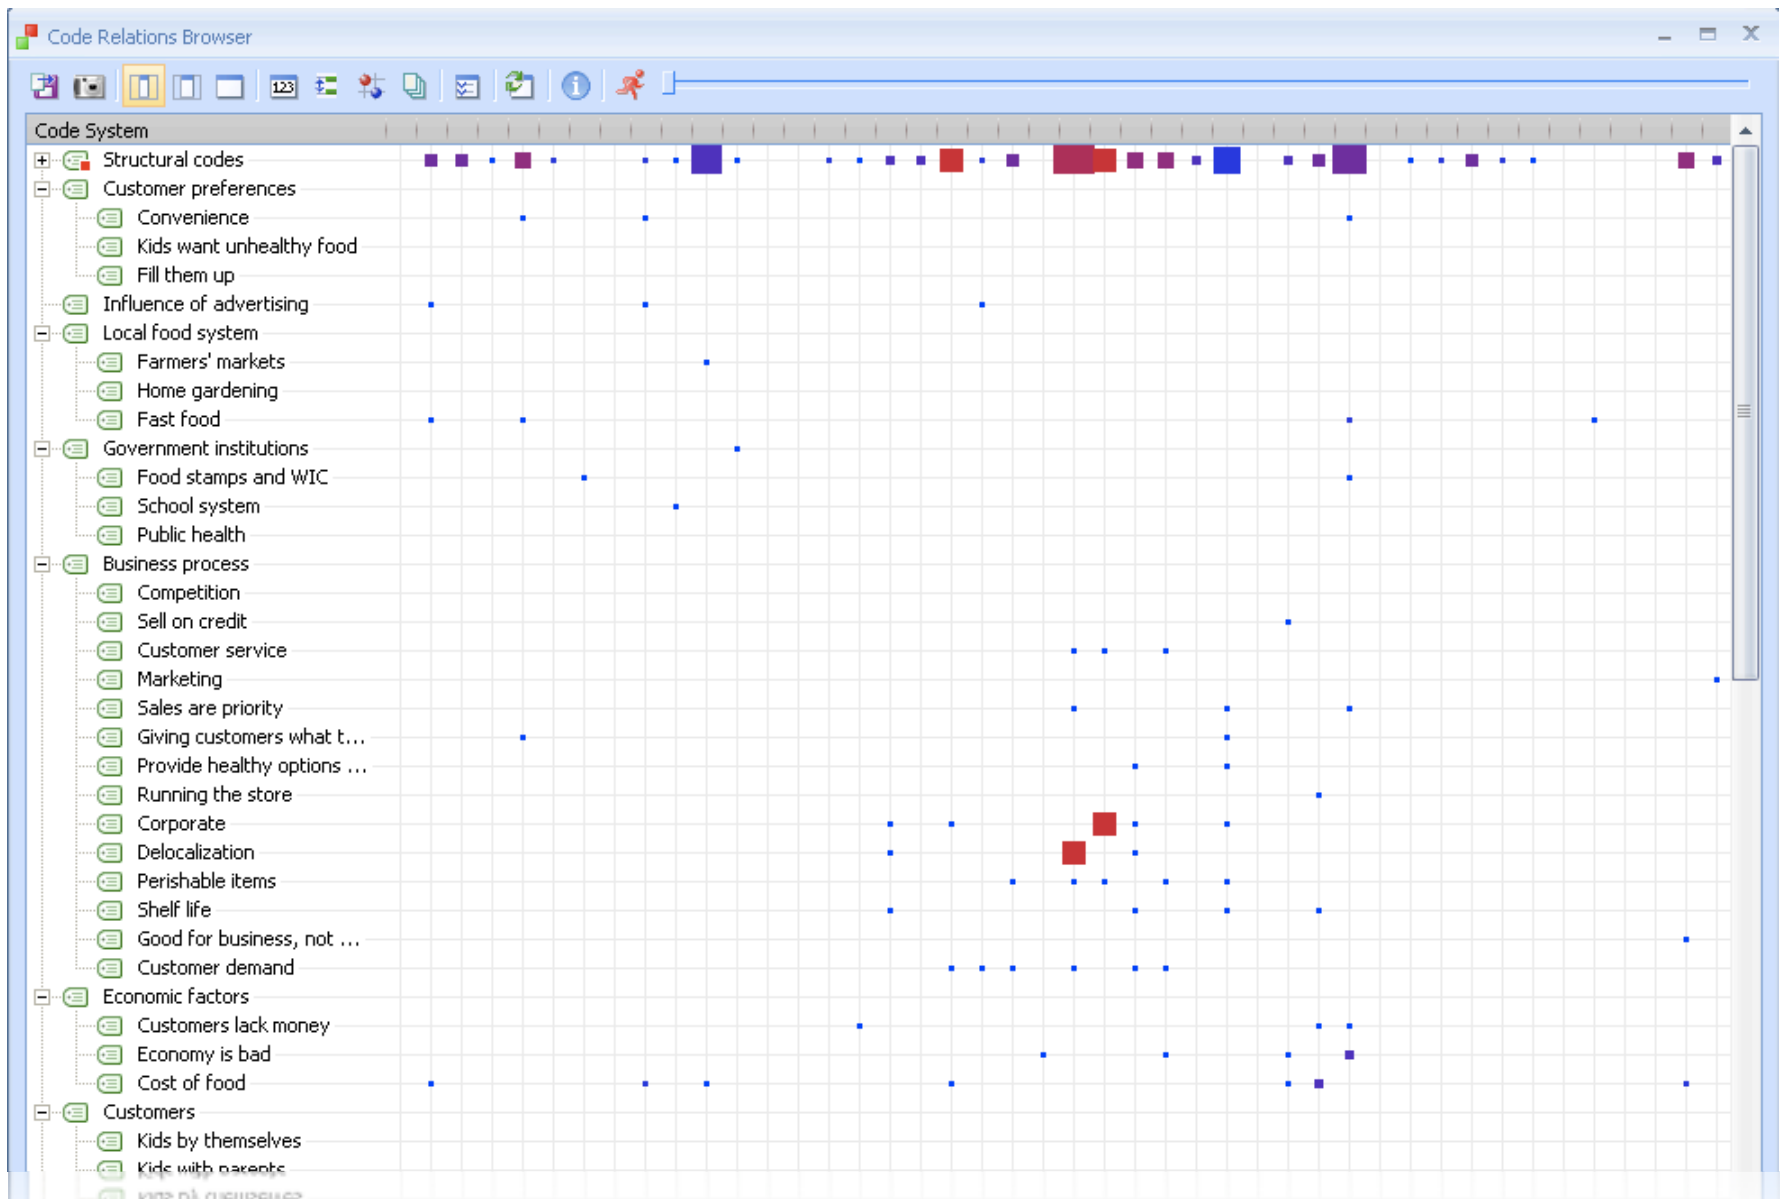 Code Relations Browser
123
Code System
Structural codes
Customer preferences
Convenience
Kids want unhealthy food
Fill them up
Influence of advertising
Local food system
Farmers' markets
Home gardening
Fast food
Government institutions
Food stamps and WIC
School system
Public health
Business process
Competition
Sell on credit
Customer service
Marketing
Sales are priority
Giving customers what t...
Provide healthy options ...
Running the store
Corporate
Delocalization
Perishable items
Shelf life
Good for business, not ...
Customer demand
Economic factors
Customers lack money
Economy is bad
Cost of food
Customers
Kids by themselves
Kids with parents